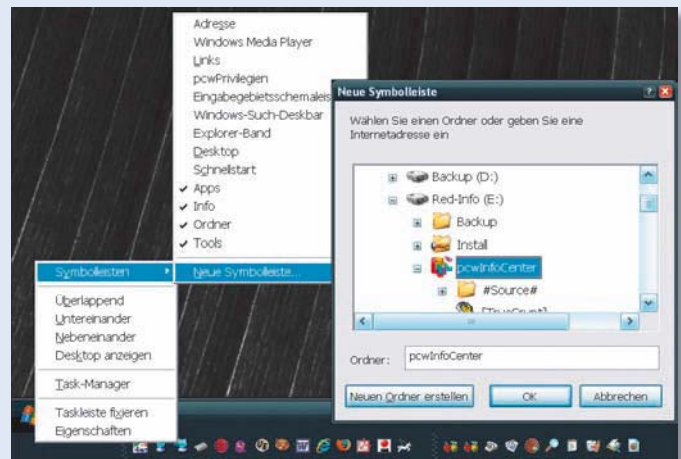 Adresse
Windows Media Player
Links
pcwPrivilegien
Eingabegebietsschemaleis
Windows-Such-Deskbar
Explorer-Band
Desktop
Schnellstart
Apps
Info
Ordner
Tools
Neue Symbolleiste...
Symbolleisten
Überlappend
Untereinander
Nebeneinander
Desktop anzeigen
Task-Manager
Taskleiste fixieren
Eigenschaften
Neue Symbolleiste
Wählen Sie einen Ordner oder geben Sie eine
Internetadresse ein
Backup (D:)
Red-Info (E:)
Backup
Install
pcwInfoCenter
#Source#
[TrueCrypt]
Ordner: pcwInfoCenter
Neuen Ordner erstellen OK Abbrechen